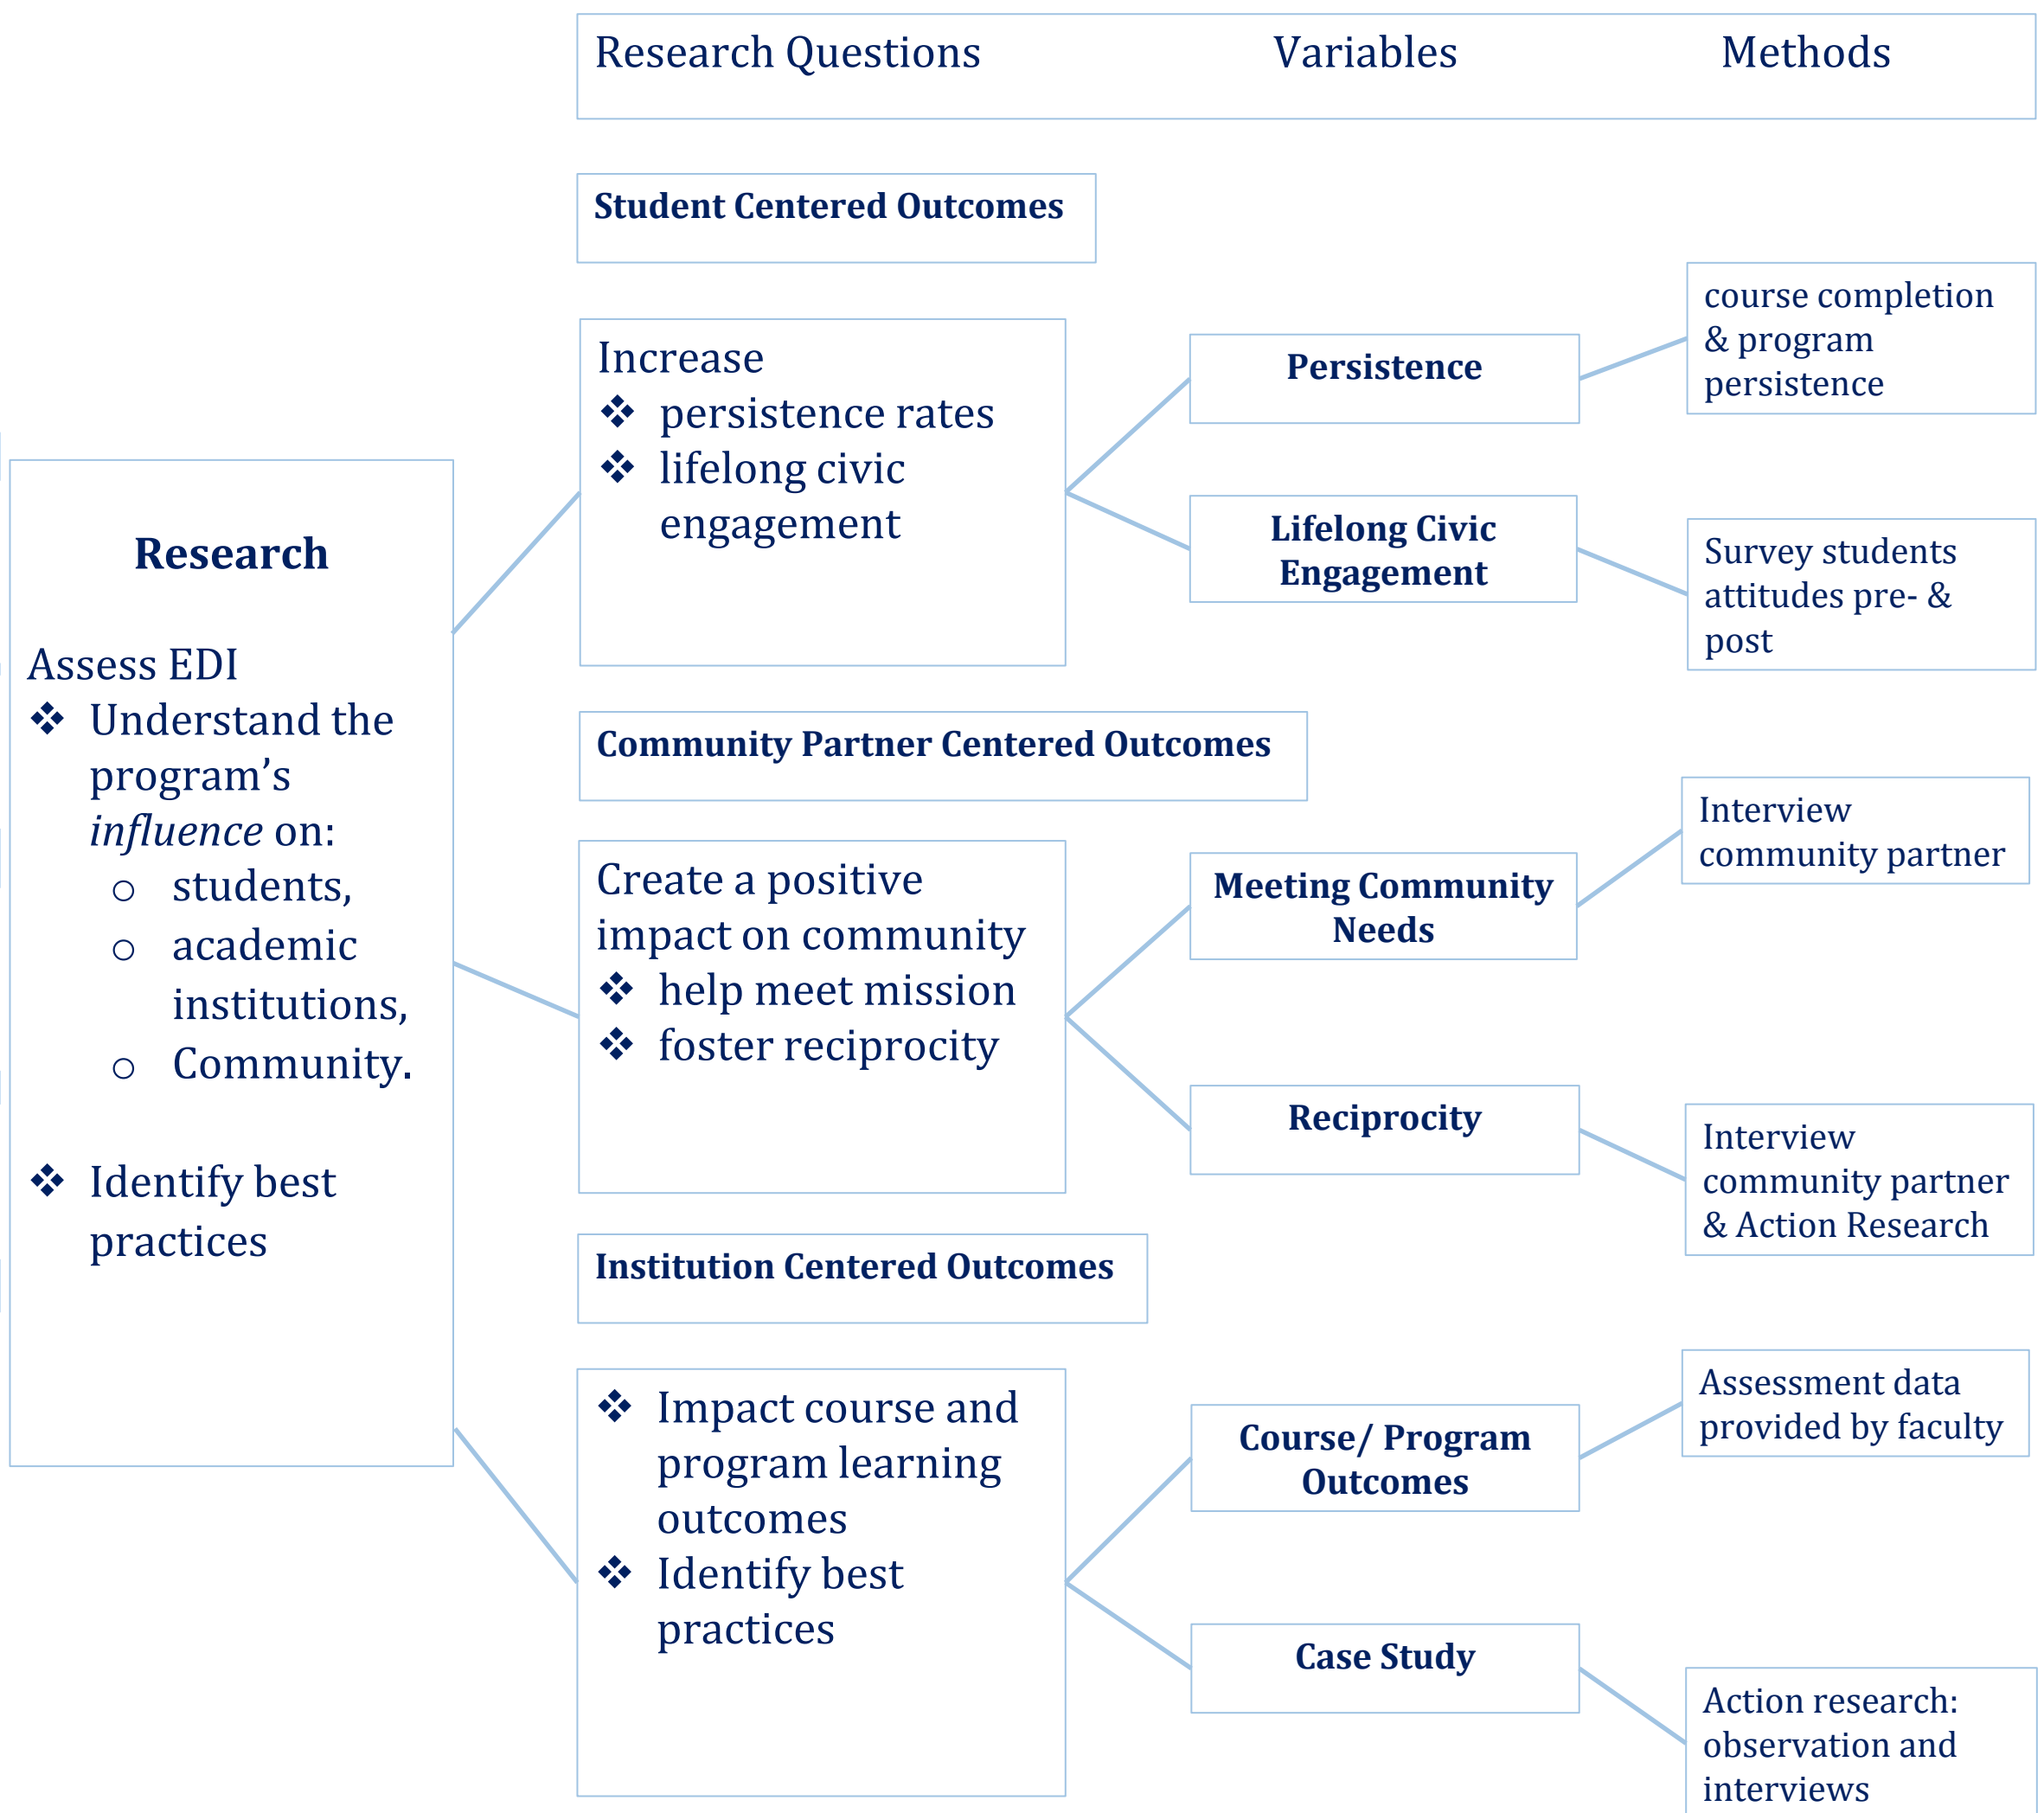 Research Questions Variables Methods
Research
Assess EDI
❖ Understand the
program’s
influence on:
o students,
o academic
institutions,
o Community.
❖ Identify best
practices
Student Centered Outcomes
Increase
❖ persistence rates
❖ lifelong civic
engagement
Persistence
course completion
& program
persistence
Lifelong Civic
Engagement
Survey students
attitudes pre- &
post
Community Partner Centered Outcomes
Create a positive
impact on community
❖ help meet mission
❖ foster reciprocity
Meeting Community
Needs
Interview
community partner
Reciprocity
Interview
community partner
& Action Research
Institution Centered Outcomes
❖ Impact course and
program learning
outcomes
❖ Identify best
practices
Course/ Program
Outcomes
Assessment data
provided by faculty
Case Study
Action research:
observation and
interviews